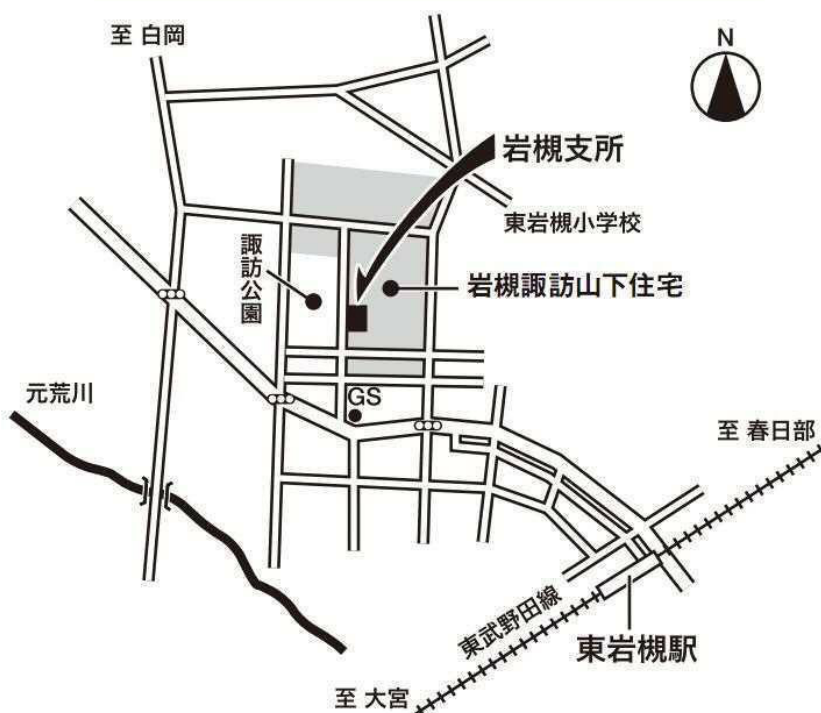 至 白岡
N
岩槻支所
東岩槻小学校
諏訪公園
岩槻諏訪山下住宅
元荒川
GS
至 春日部
東武野田線
東岩槻駅
至 大宮